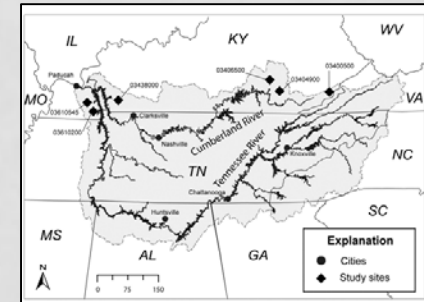 IL
KY
WV
Paducah
03438000
03406500
03404900
03400500
MO
VA
03610545
Clarksville
Cumberland River
03610200
Nashville
Knoxville
TN
Tennessee River
NC
Chattanooga
SC
Huntsville
MS
AL
GA
Explanation
Cities
Study sites
N
0 75 150